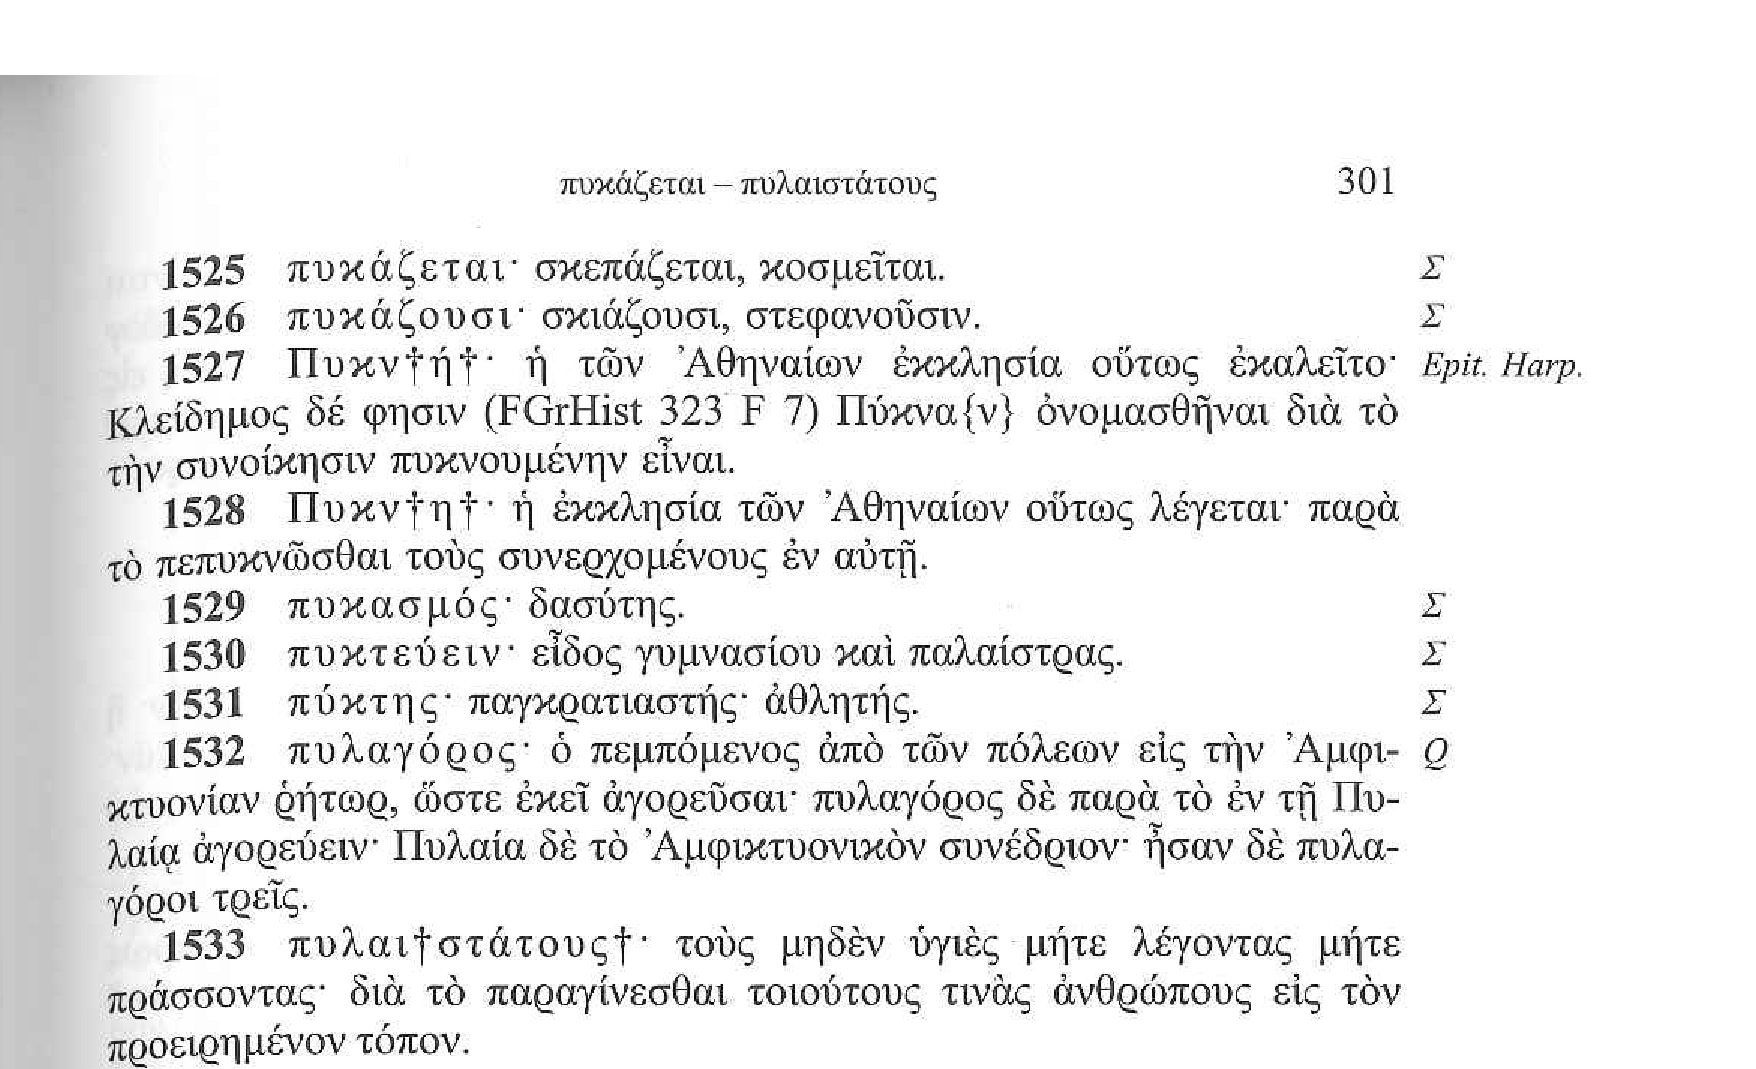 πυκάζεται – πυλαιστάτους 301
1525 πυκάζεται· σκεπάζεται, κοσμεῖται. Σ
1526 πυκάζουσι· σκιάζουσι, στεφανοῦσιν. Σ
1527 Πυκν†ή†· ἡ τῶν Ἀθηναίων ἐκκλησία οὕτως ἐκαλεῖτο· Epit. Harp.
Κλείδημος δέ φησιν (FGrHist 323 F 7) Πύκνα{ν} ὀνομασθῆναι διὰ τὸ
τὴν συνοίκησιν πυκνουμένην εἶναι.
1528 Πυκν†η†· ἡ ἐκκλησία τῶν Ἀθηναίων οὕτως λέγεται· παρὰ
τὸ πεπυκνῶσθαι τοὺς συνερχομένους ἐν αὐτῇ.
1529 πυκασμός· δασύτης. Σ
1530 πυκτεύειν· εἶδος γυμνασίου καὶ παλαίστρας. Σ
1531 πύκτης· παγκρατιαστής· ἀθλητής. Σ
1532 πυλαγόρος· ὁ πεμπόμενος ἀπὸ τῶν πόλεων εἰς τὴν Ἀμφι- Q
κτυονίαν ῥήτωρ, ὥστε ἐκεῖ ἀγορεῦσαι· πυλαγόρος δὲ παρὰ τὸ ἐν τῇ Πυ-
λαίᾳ ἀγορεύειν· Πυλαία δὲ τὸ Ἀμφικτυονικὸν συνέδριον· ἦσαν δὲ πυλα-
γόροι τρεῖς.
1533 πυλαι†στάτους†· τοὺς μηδὲν ὑγιὲς μήτε λέγοντας μήτε
πράσσοντας· διὰ τὸ παραγίνεσθαι τοιούτους τινὰς ἀνθρώπους εἰς τὸν
προειρημένον τόπον.